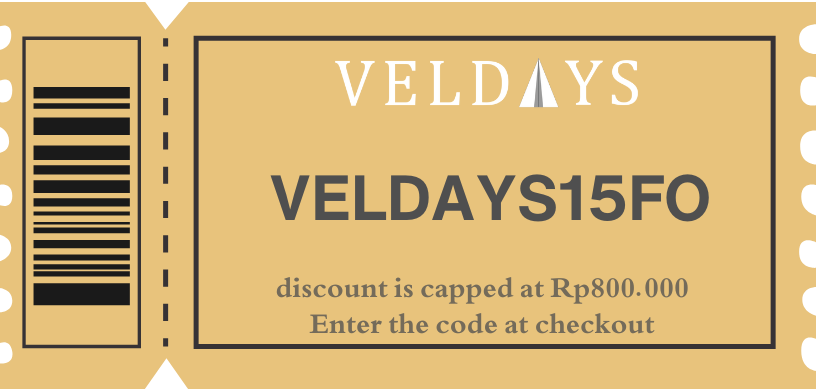 VELDAYS
VELDAYS15FO
discount is capped at Rp800.000
Enter the code at checkout